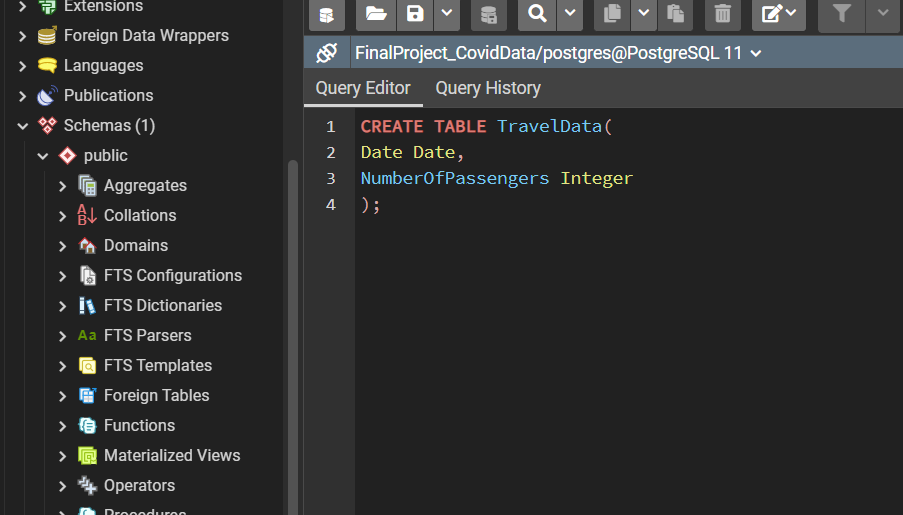 Extensions
Foreign Data Wrappers
Languages
Publications
Schemas (1)
public
Aggregates
A
B
Collations
Domains
FTS Configurations
FTS Dictionaries
Aa FTS Parsers
FTS Templates
Foreign Tables
Functions
Materialized Views
Operators
Procedures
FinalProject_CovidData/postgres@PostgreSQL 11
Query Editor Query History
1 CREATE TABLE TravelData(
2 Date Date,
3 NumberOfPassengers Integer
4 );